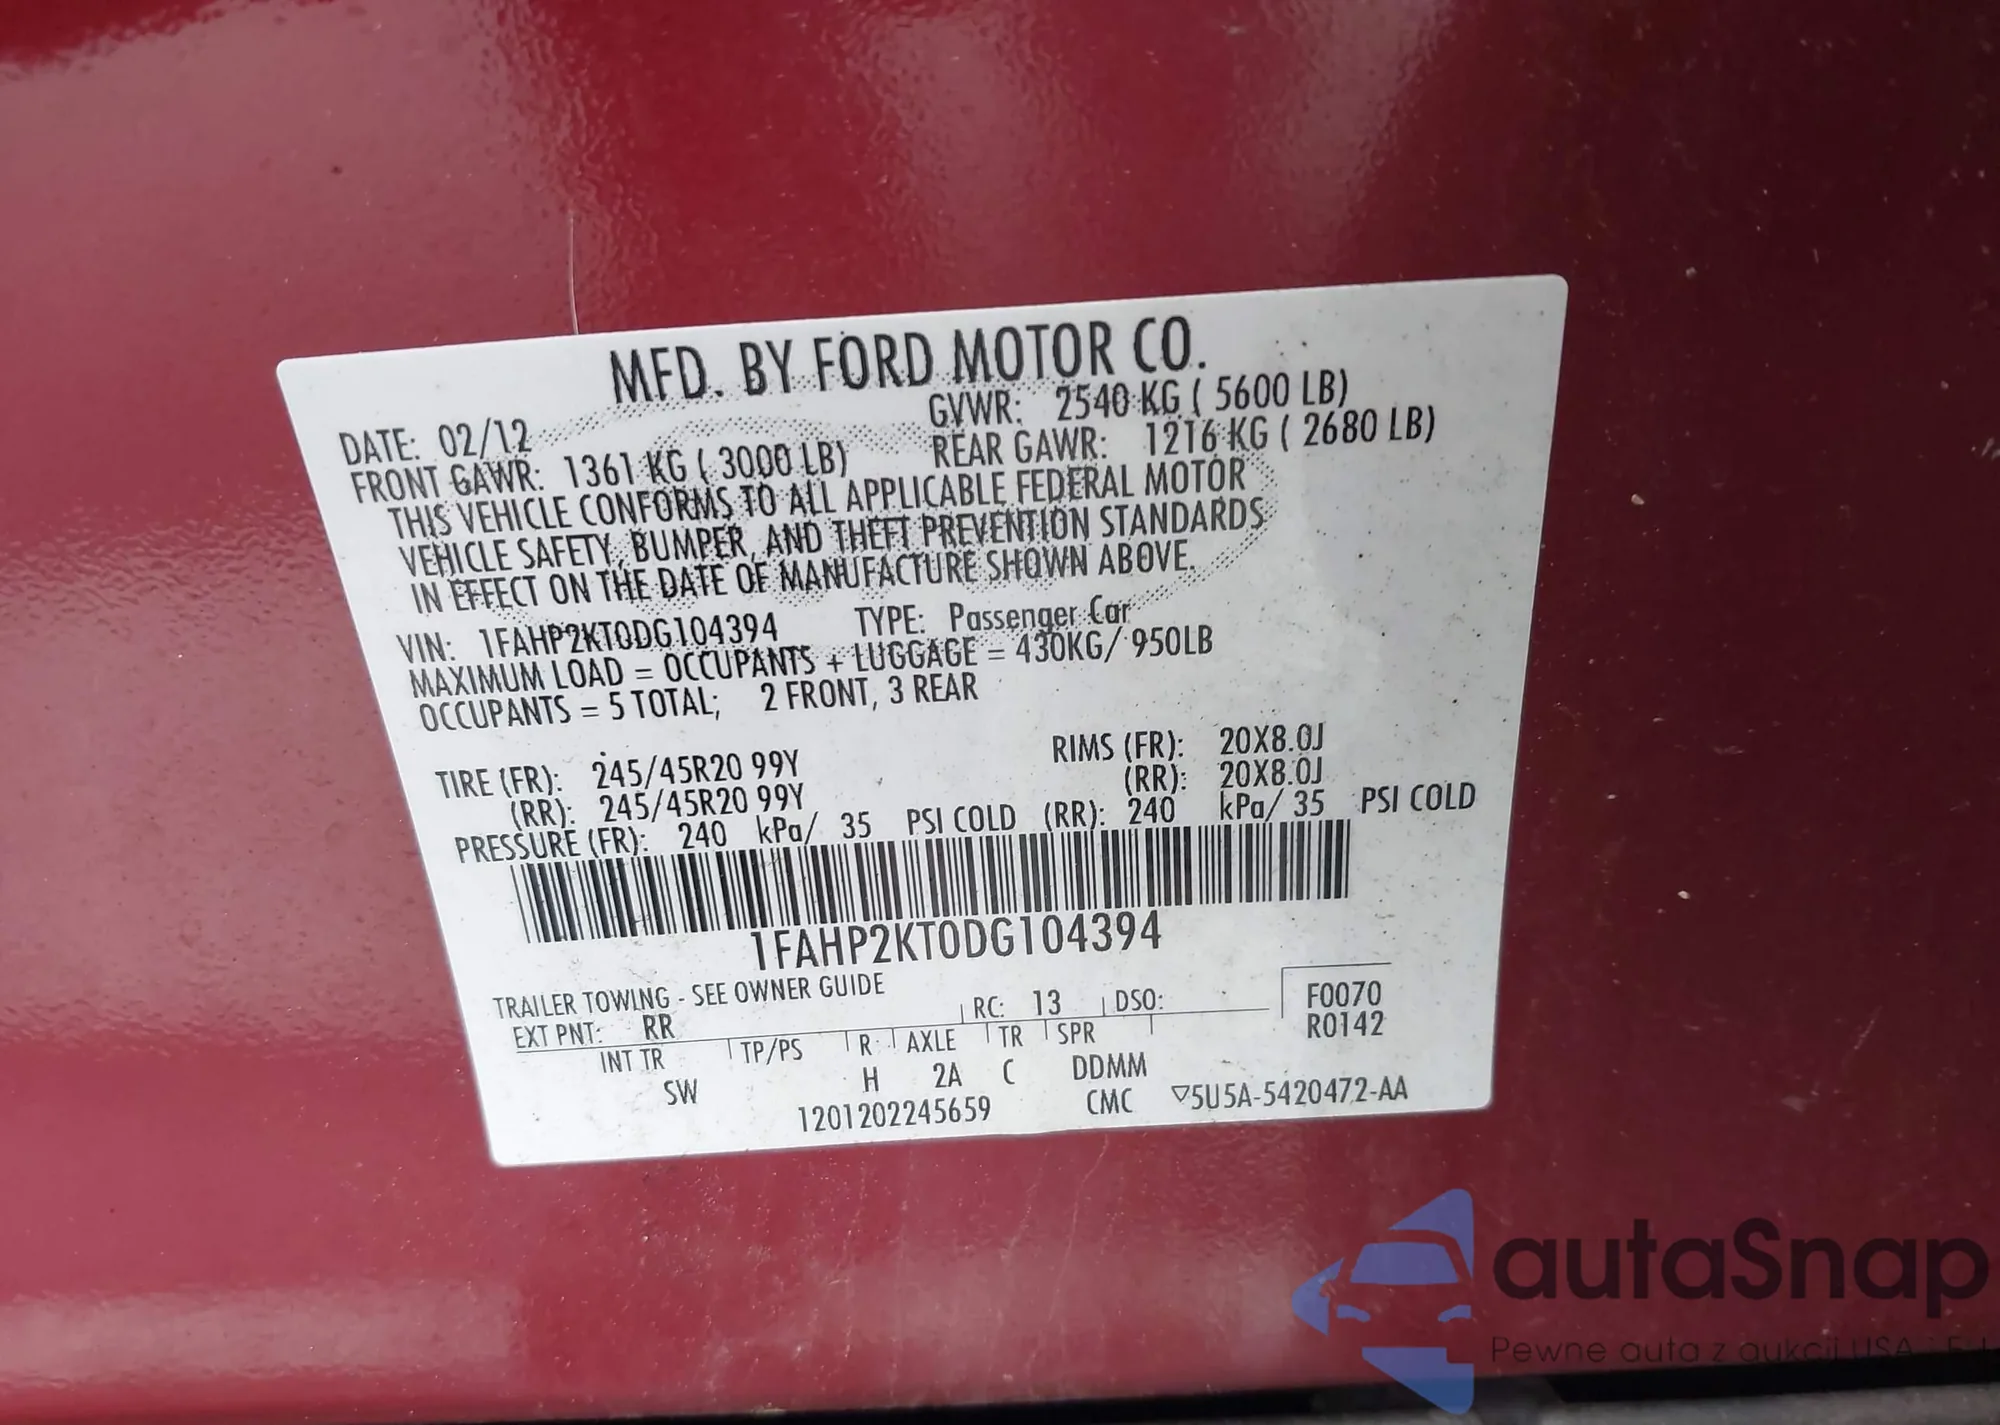 MFD. BY FORD MOTOR CO.
DATE: 02/12 GVWR: 2540 KG ( 5600 LB)
FRONT GAWR: 1361 KG ( 3000 LB) REAR GAWR: 1216 KG ( 2680 LB)
THIS VEHICLE CONFORMS TO ALL APPLICABLE FEDERAL MOTOR
VEHICLE SAFETY, BUMPER, AND THEFT PREVENTION STANDARDS
IN EFFECT ON THE DATE OF MANUFACTURE SHOWN ABOVE.
VIN: 1FAHP2KT0DG104394 TYPE: Passenger Car
MAXIMUM LOAD = OCCUPANTS + LUGGAGE = 430KG/ 950LB
OCCUPANTS = 5 TOTAL; 2 FRONT, 3 REAR
TIRE (FR): 245/45R20 99Y RIMS (FR): 20X8.0J
(RR): 245/45R20 99Y (RR): 20X8.0J
PRESSURE (FR): 240 kPa/ 35 PSI COLD (RR): 240 kPa/ 35 PSI COLD
1FAHP2KT0DG104394
TRAILER TOWING - SEE OWNER GUIDE
EXT PNT: RR RC: 13 DSO: F0070
INT TR TP/PS R AXLE TR SPR R0142
SW H 2A C DDMM
1201202245659 CMC ▽5U5A-5420472-AA
autaSnap
Pewne auta z aukcji USA i EU